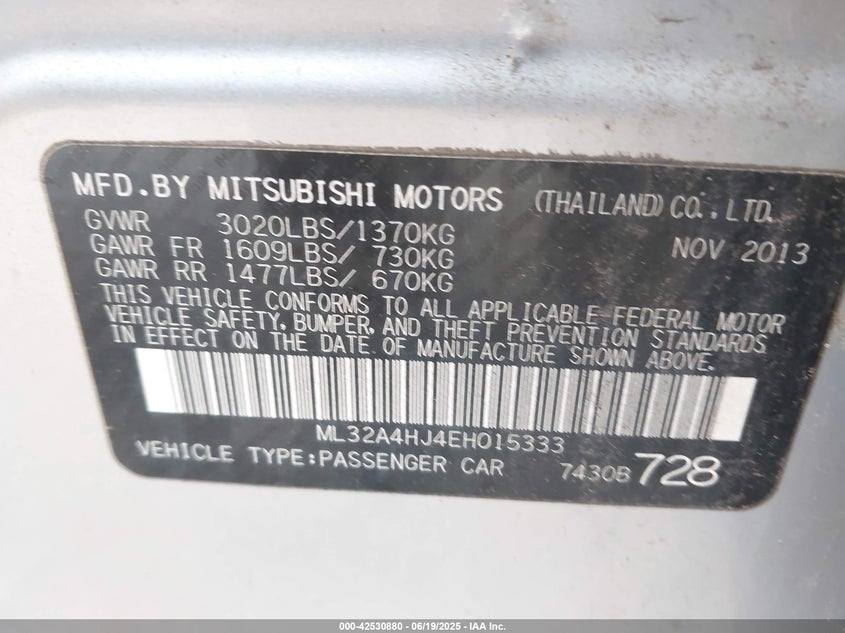 MFD.BY MITSUBISHI MOTORS (THAILAND) CO., LTD.
GVWR 3020LBS/1370KG
GAWR FR 1609LBS/ 730KG NOV 2013
GAWR RR 1477LBS/ 670KG
THIS VEHICLE CONFORMS TO ALL APPLICABLE FEDERAL MOTOR
VEHICLE SAFETY, BUMPER, AND THEFT PREVENTION STANDARDS
IN EFFECT ON THE DATE OF MANUFACTURE SHOWN ABOVE.
ML32A4HJ4EH015333
VEHICLE TYPE:PASSENGER CAR 7430B 728
000-42530880 - 06/19/2025 - IAA Inc.